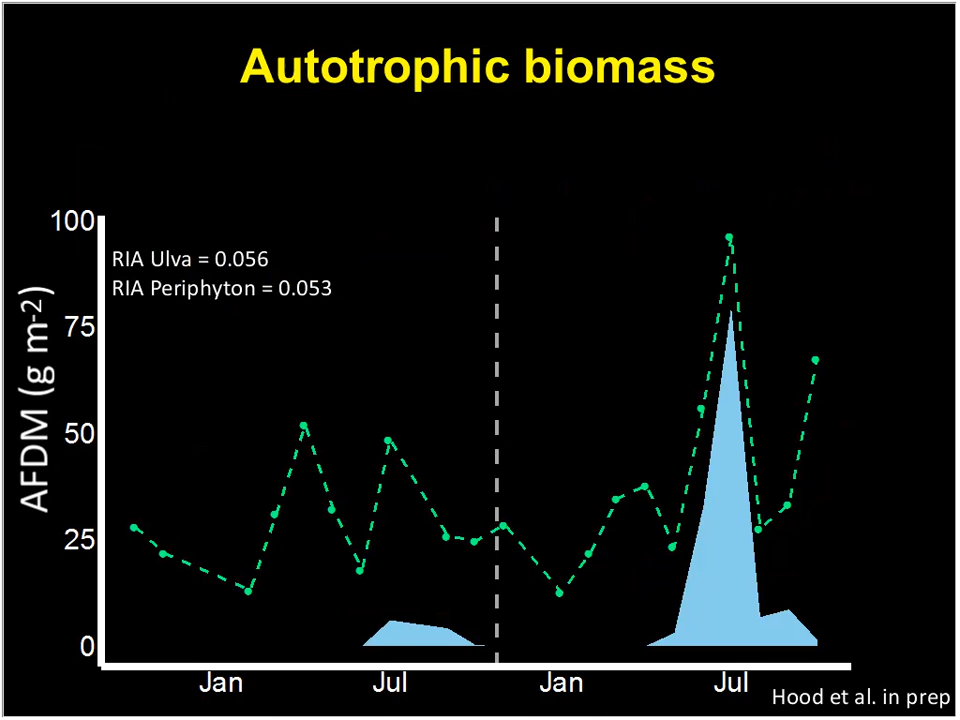 Autotrophic biomass
100
RIA Ulva = 0.056
RIA Periphyton = 0.053
75
AFDM (g m-2)
50
25
0
Jan Jul Jan Jul
Hood et al. in prep